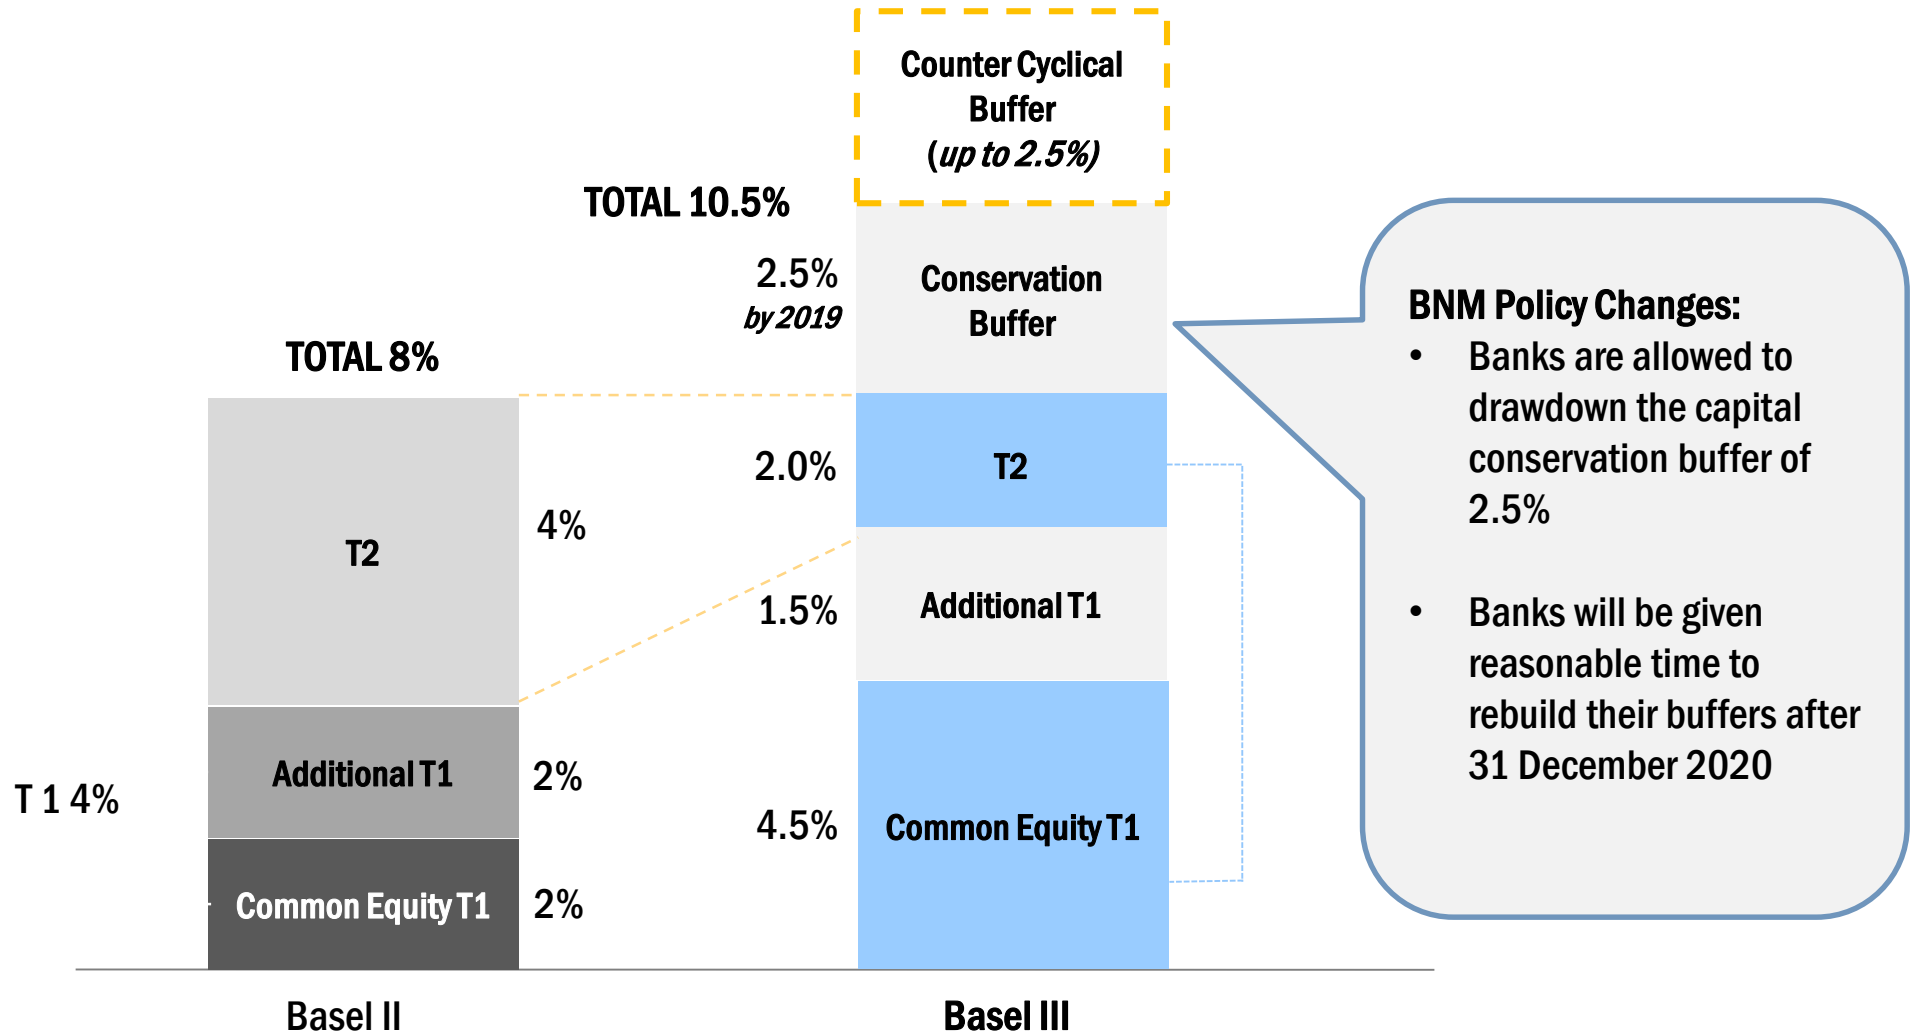 Counter Cyclical
Buffer
(up to 2.5%)
TOTAL 10.5%
2.5%
by 2019
Conservation
Buffer
TOTAL 8%
T2
4%
2.0%
T2
Additional T1
2%
1.5%
Additional T1
T 1 4%
Common Equity T1
2%
4.5%
Common Equity T1
Basel II
Basel III
BNM Policy Changes:
• Banks are allowed to
drawdown the capital
conservation buffer of
2.5%
• Banks will be given
reasonable time to
rebuild their buffers after
31 December 2020